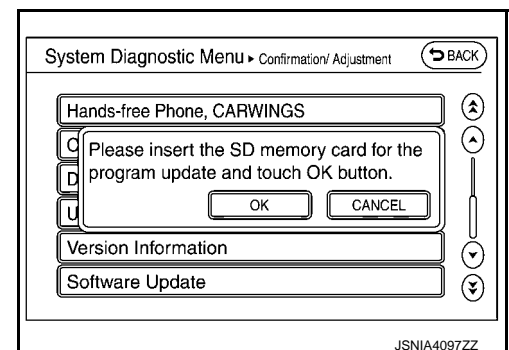 System Diagnostic Menu ▸ Confirmation/ Adjustment BACK
Hands-free Phone, CARWINGS
C
Please insert the SD memory card for the
D
program update and touch OK button.
U
OK CANCEL
Version Information
Software Update
JSNIA4097ZZ